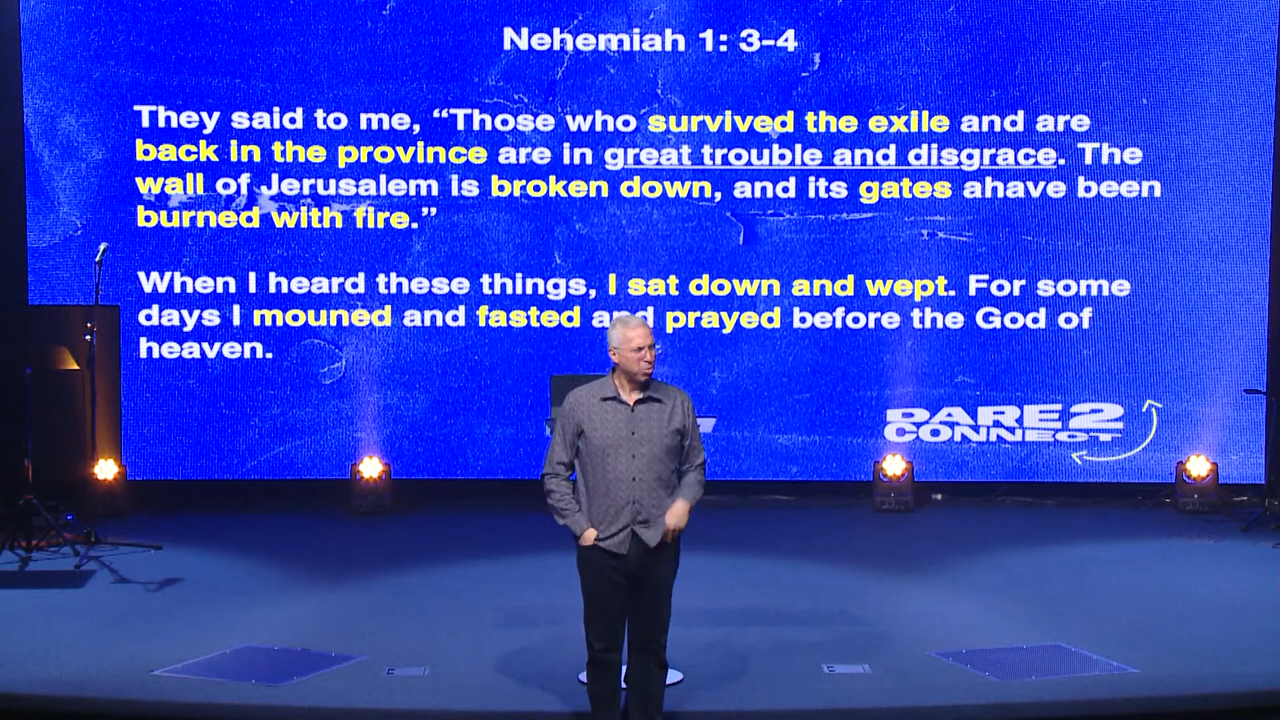 Nehemiah 1: 3-4
They said to me, “Those who survived the exile and are
back in the province are in great trouble and disgrace. The
wall of Jerusalem is broken down, and its gates ahave been
burned with fire.”
When I heard these things, I sat down and wept. For some
days I mouned and fasted and prayed before the God of
heaven.
DARE 2
CONNECT